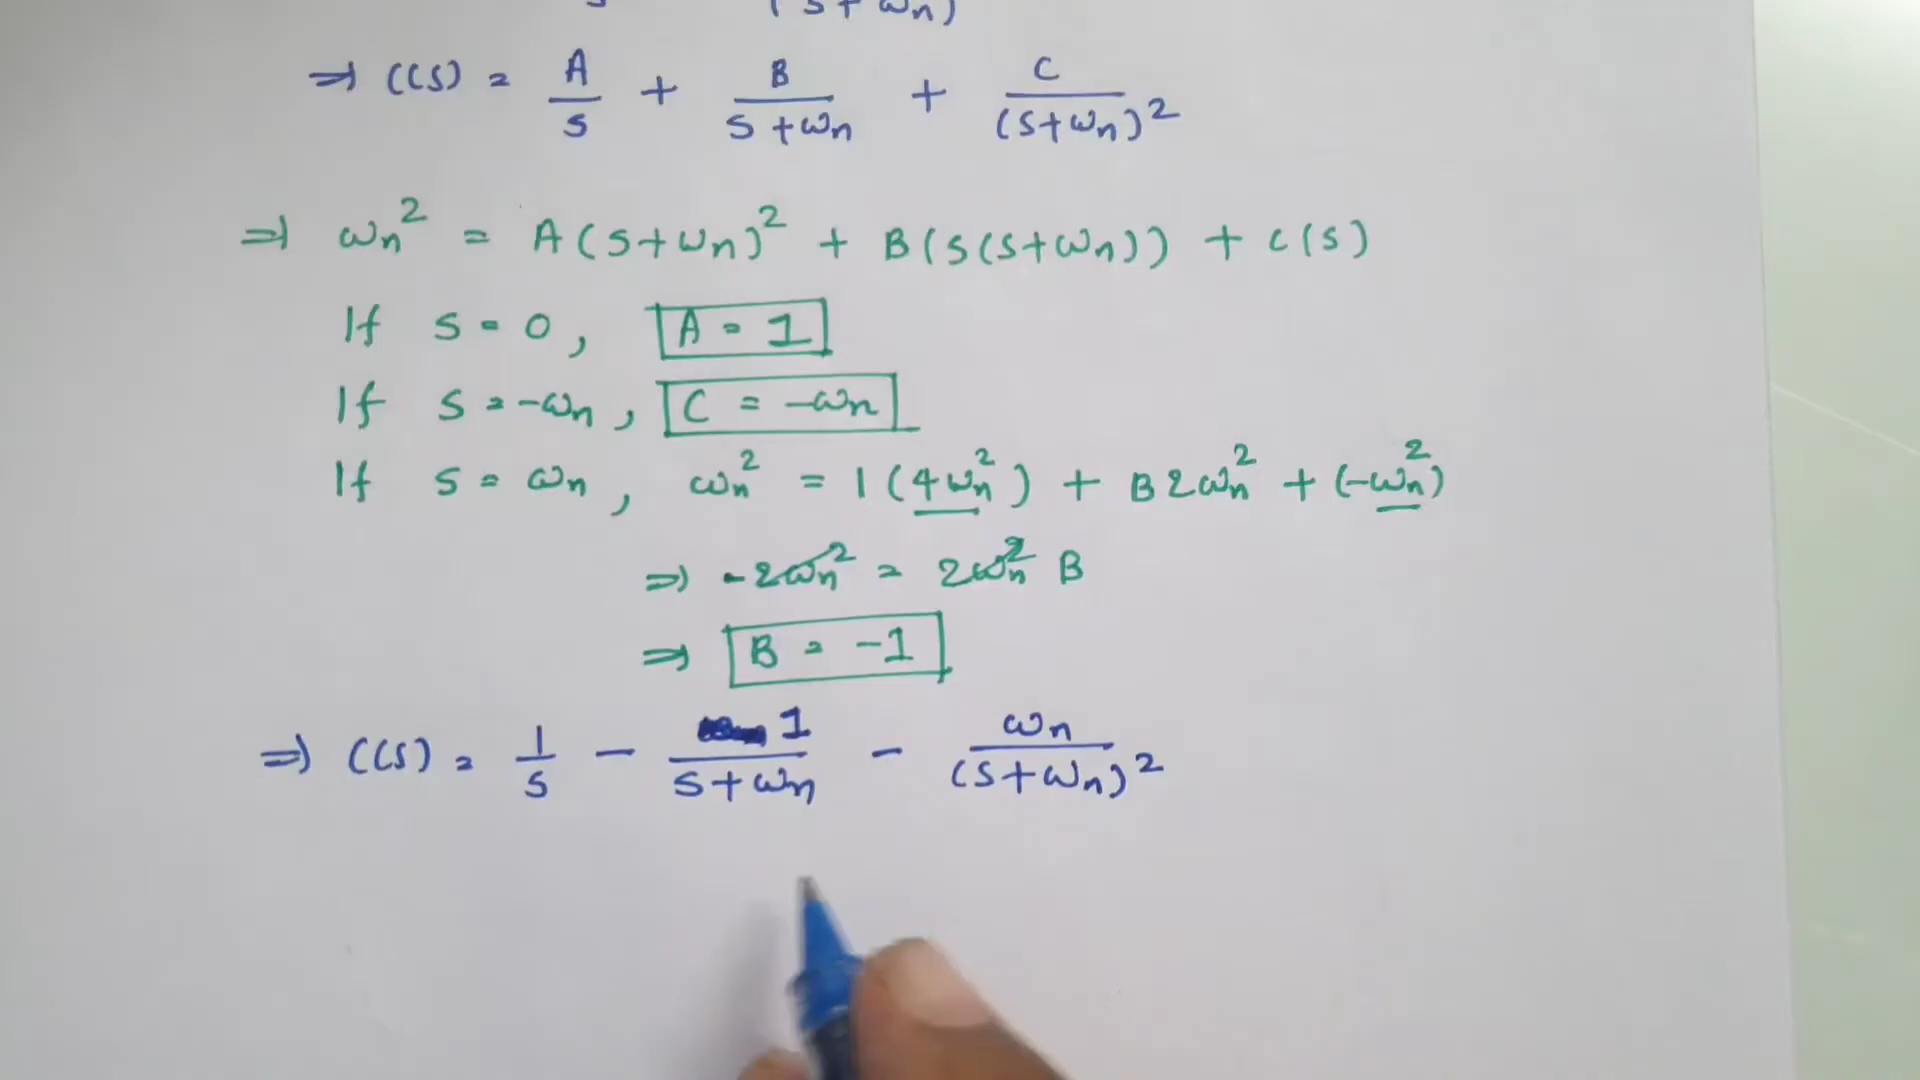 s (s+ωn)
⇒ C(s) = A/s + B/(s+ωn) + C/(s+ωn)²
⇒ ωn² = A(s+ωn)² + B(s(s+ωn)) + C(s)
If s = 0, A = 1
If s = -ωn, C = -ωn
If s = ωn, ωn² = 1(4ωn²) + B2ωn² + (-ωn²)
⇒ -2ωn² = 2ωn² B
⇒ B = -1
⇒ C(s) = 1/s - 1/(s+ωn) - ωn/(s+ωn)²